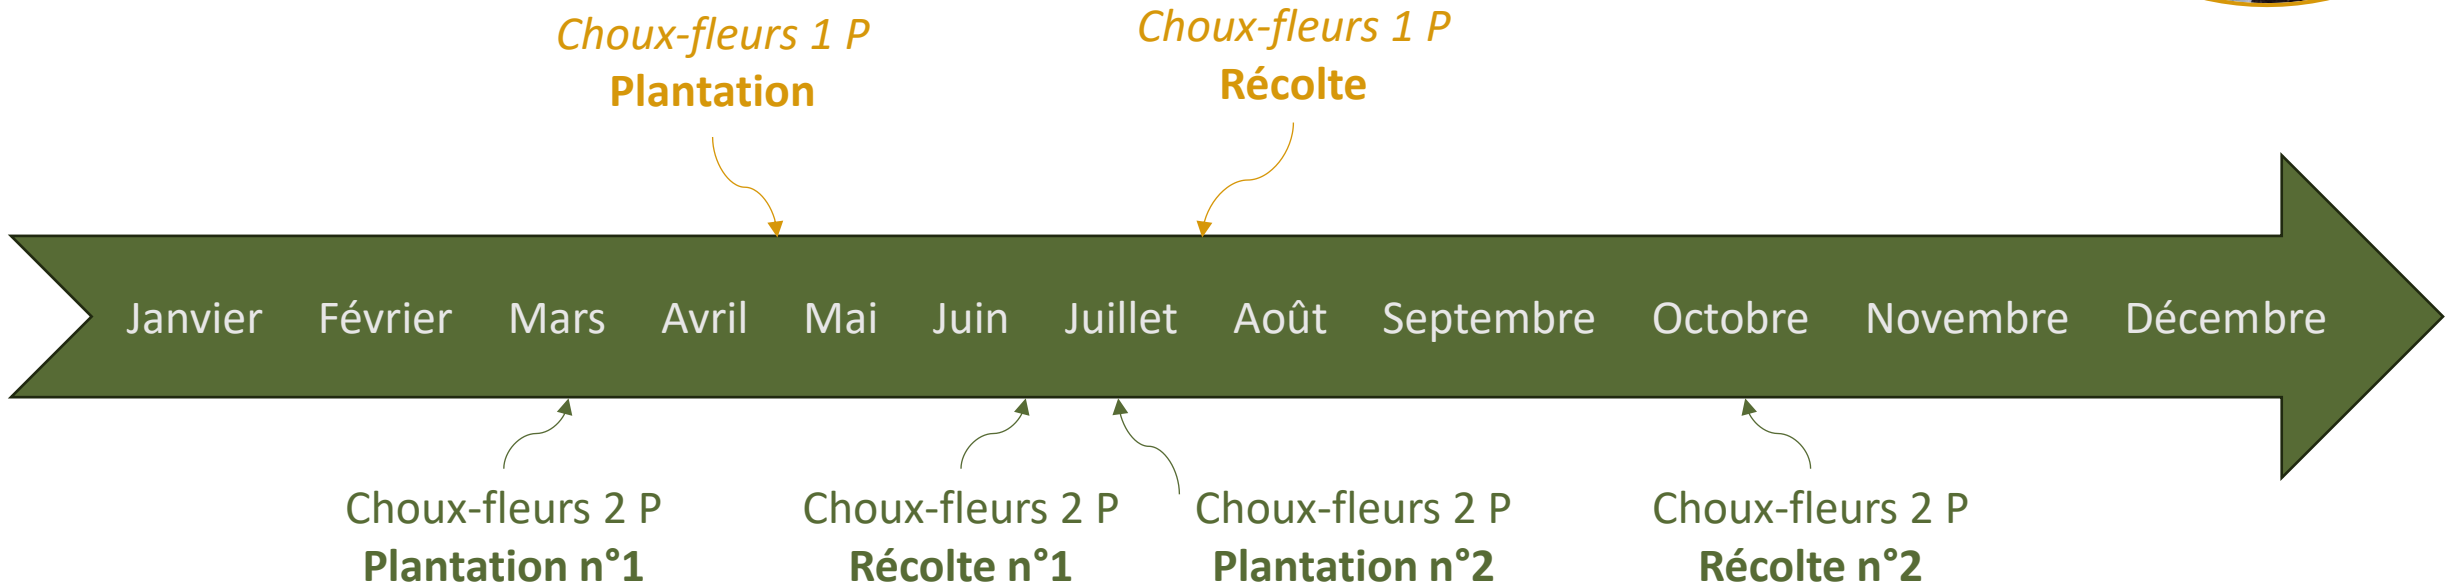 Choux-fleurs 1 P
Plantation
Choux-fleurs 1 P
Récolte
Janvier Février Mars Avril Mai Juin Juillet Août Septembre Octobre Novembre Décembre
Choux-fleurs 2 P
Plantation n°1
Choux-fleurs 2 P
Récolte n°1
Choux-fleurs 2 P
Plantation n°2
Choux-fleurs 2 P
Récolte n°2